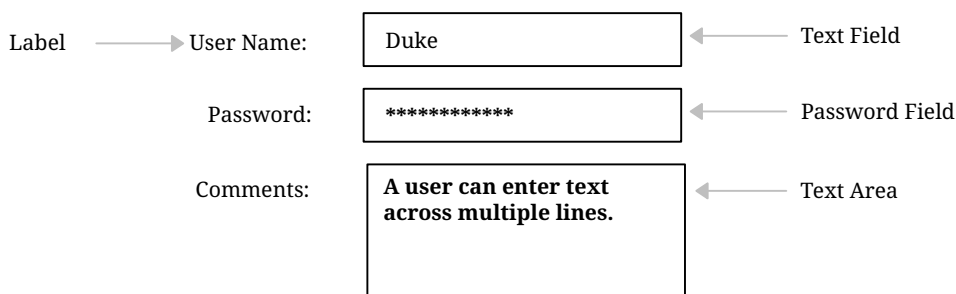 Label
User Name:
Duke
Text Field
Password:
************
Password Field
Comments:
A user can enter text
across multiple lines.
Text Area